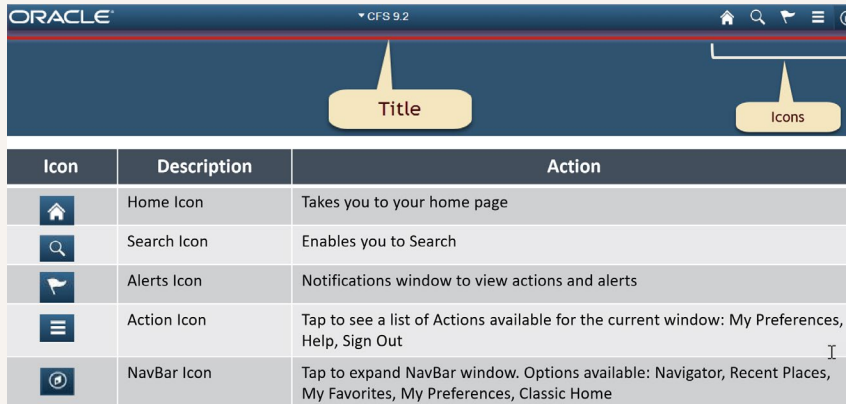 ORACLE
CFS 9.2
Title
Icons
Icon Description Action
Home Icon Takes you to your home page
Search Icon Enables you to Search
Alerts Icon Notifications window to view actions and alerts
Action Icon Tap to see a list of Actions available for the current window: My Preferences,
Help, Sign Out
NavBar Icon Tap to expand NavBar window. Options available: Navigator, Recent Places,
My Favorites, My Preferences, Classic Home